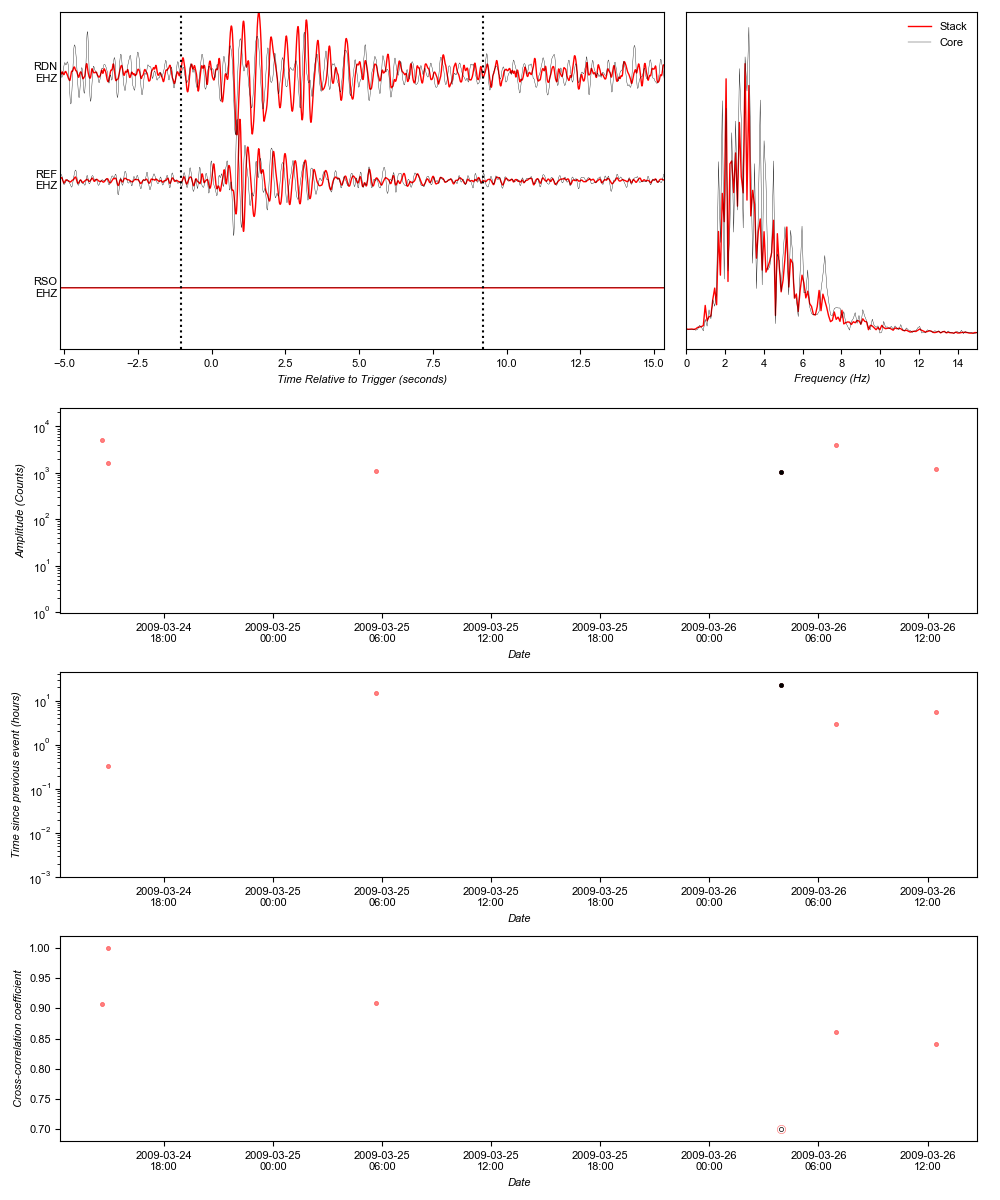 RDN
EHZ
REF
EHZ
RSO
EHZ
−5.0 −2.5 0.0 2.5 5.0 7.5 10.0 12.5 15.0
Time Relative to Trigger (seconds)
Stack
Core
0 2 4 6 8 10 12 14
Frequency (Hz)
10⁴
10³
10²
10¹
10⁰
Amplitude (Counts)
2009-03-24 2009-03-25 2009-03-25 2009-03-25 2009-03-25 2009-03-26 2009-03-26 2009-03-26
18:00 00:00 06:00 12:00 18:00 00:00 06:00 12:00
Date
10¹
10⁰
10⁻¹
10⁻²
10⁻³
Time since previous event (hours)
2009-03-24 2009-03-25 2009-03-25 2009-03-25 2009-03-25 2009-03-26 2009-03-26 2009-03-26
18:00 00:00 06:00 12:00 18:00 00:00 06:00 12:00
Date
1.00
0.95
0.90
0.85
0.80
0.75
0.70
Cross-correlation coefficient
2009-03-24 2009-03-25 2009-03-25 2009-03-25 2009-03-25 2009-03-26 2009-03-26 2009-03-26
18:00 00:00 06:00 12:00 18:00 00:00 06:00 12:00
Date